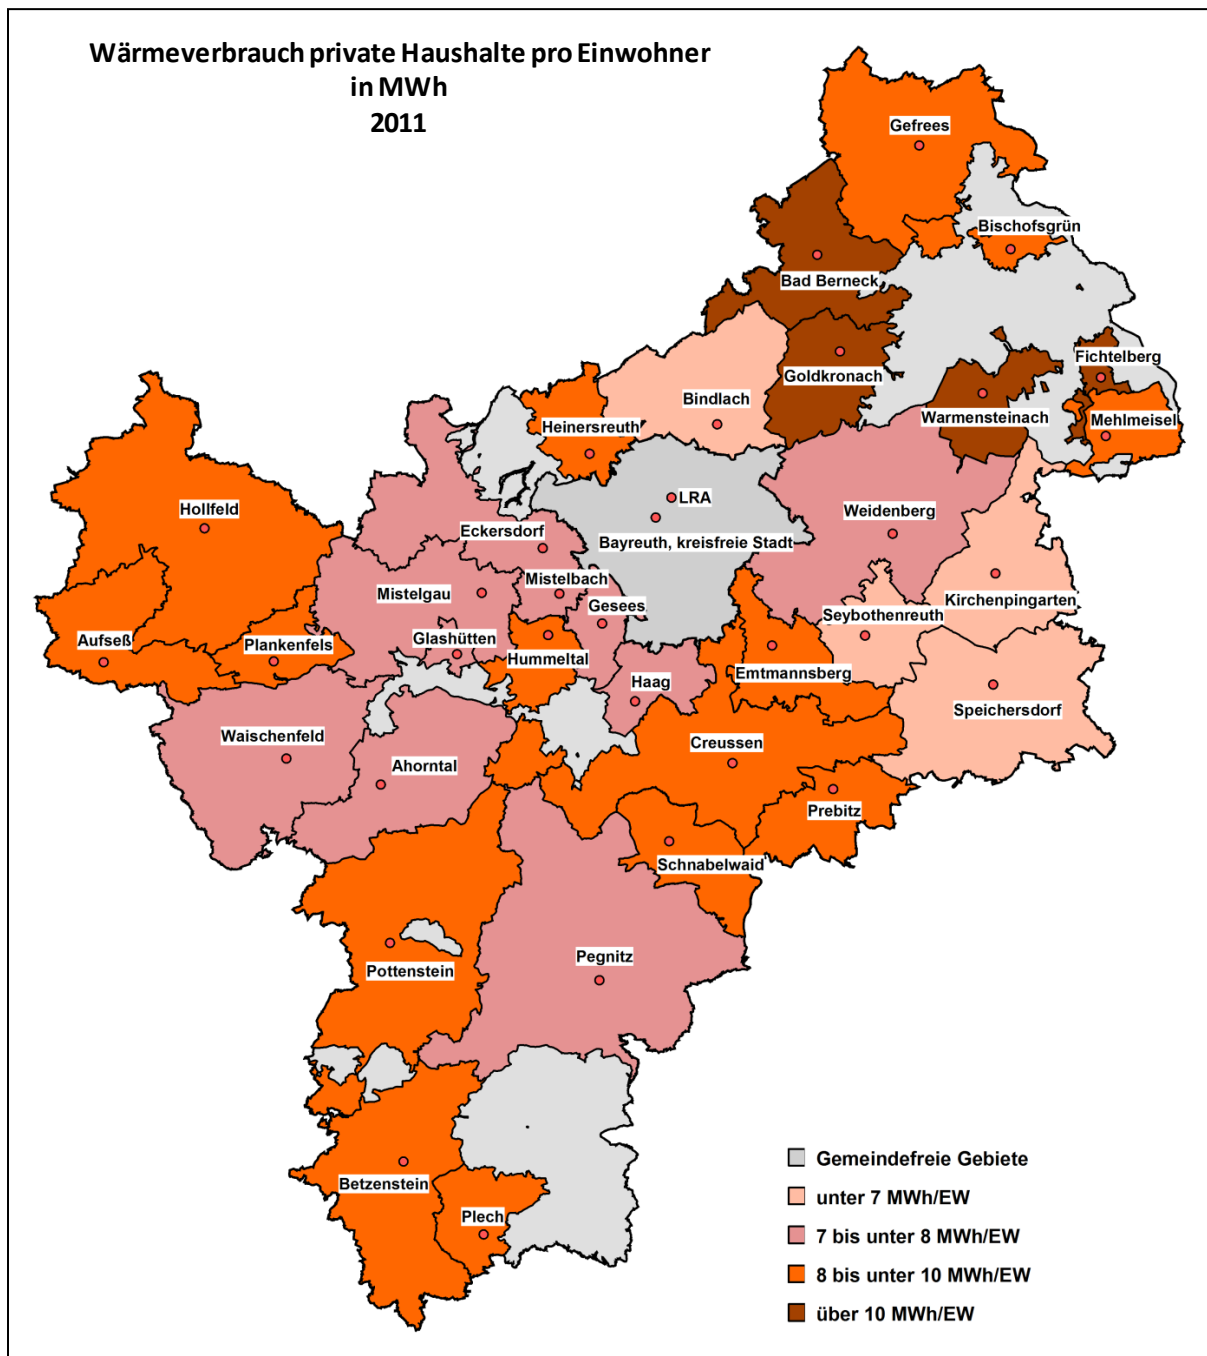 Wärmeverbrauch private Haushalte pro Einwohner
in MWh
2011
Gefrees
Bischofsgrün
Bad Berneck
Fichtelberg
Goldkronach
Bindlach
Warmensteinach
Mehlmeisel
Heinersreuth
LRA
Hollfeld
Eckersdorf
Weidenberg
Bayreuth, kreisfreie Stadt
Mistelbach
Mistelgau
Kirchenpingarten
Gesees
Seybothenreuth
Glashütten
Aufseß
Plankenfels
Hummeltal
Emtmannsberg
Haag
Speichersdorf
Waischenfeld
Creussen
Ahorntal
Prebitz
Schnabelwaid
Pegnitz
Pottenstein
Betzenstein
Plech
Gemeindefreie Gebiete
unter 7 MWh/EW
7 bis unter 8 MWh/EW
8 bis unter 10 MWh/EW
über 10 MWh/EW